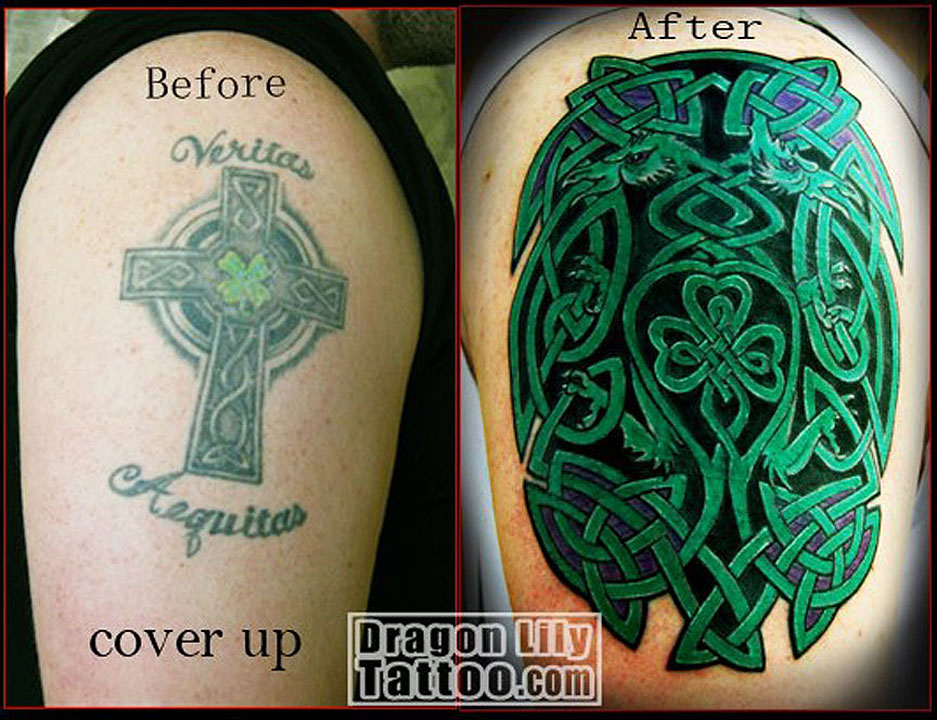 Before
Veritas
Aequitas
cover up
After
Dragon Lily
Tattoo.com